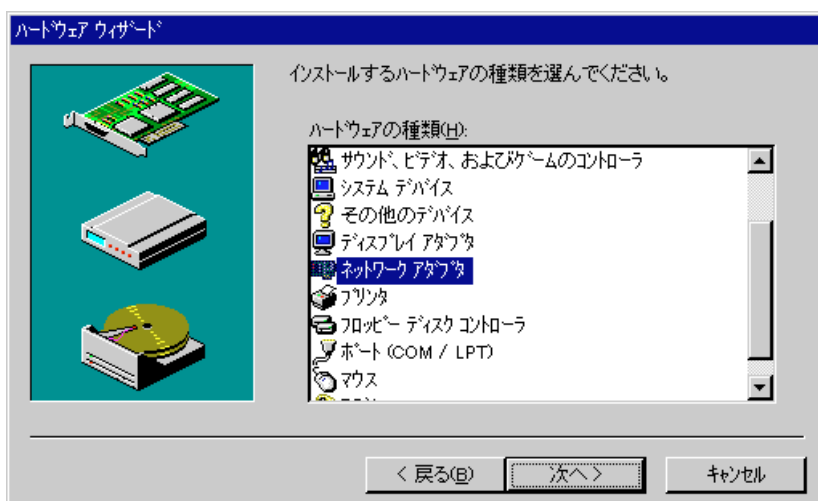 ハードウェア ウィザード
インストールするハードウェアの種類を選んでください。
ハードウェアの種類(H):
サウンド、ビデオ、およびゲームのコントローラ
システム デバイス
その他のデバイス
ディスプレイ アダプタ
ネットワーク アダプタ
プリンタ
フロッピー ディスク コントローラ
ポート (COM / LPT)
マウス
< 戻る(B)
次へ >
キャンセル